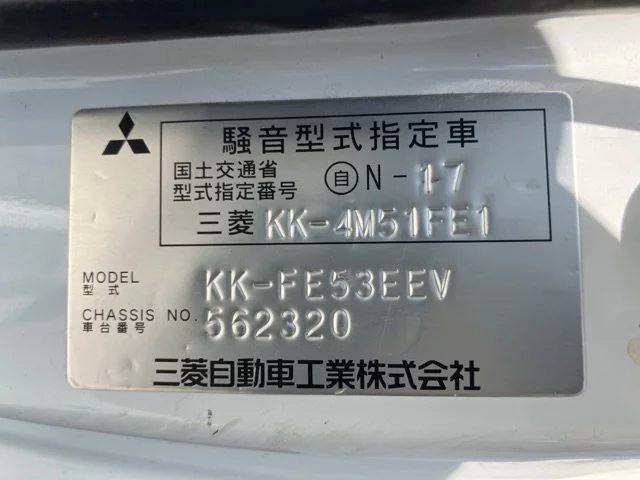 騒音型式指定車
国土交通省
型式指定番号 自 N-17
三菱 KK-4M51FE1
MODEL
型式 KK-FE53EEV
CHASSIS NO.
車台番号 562320
三菱自動車工業株式会社